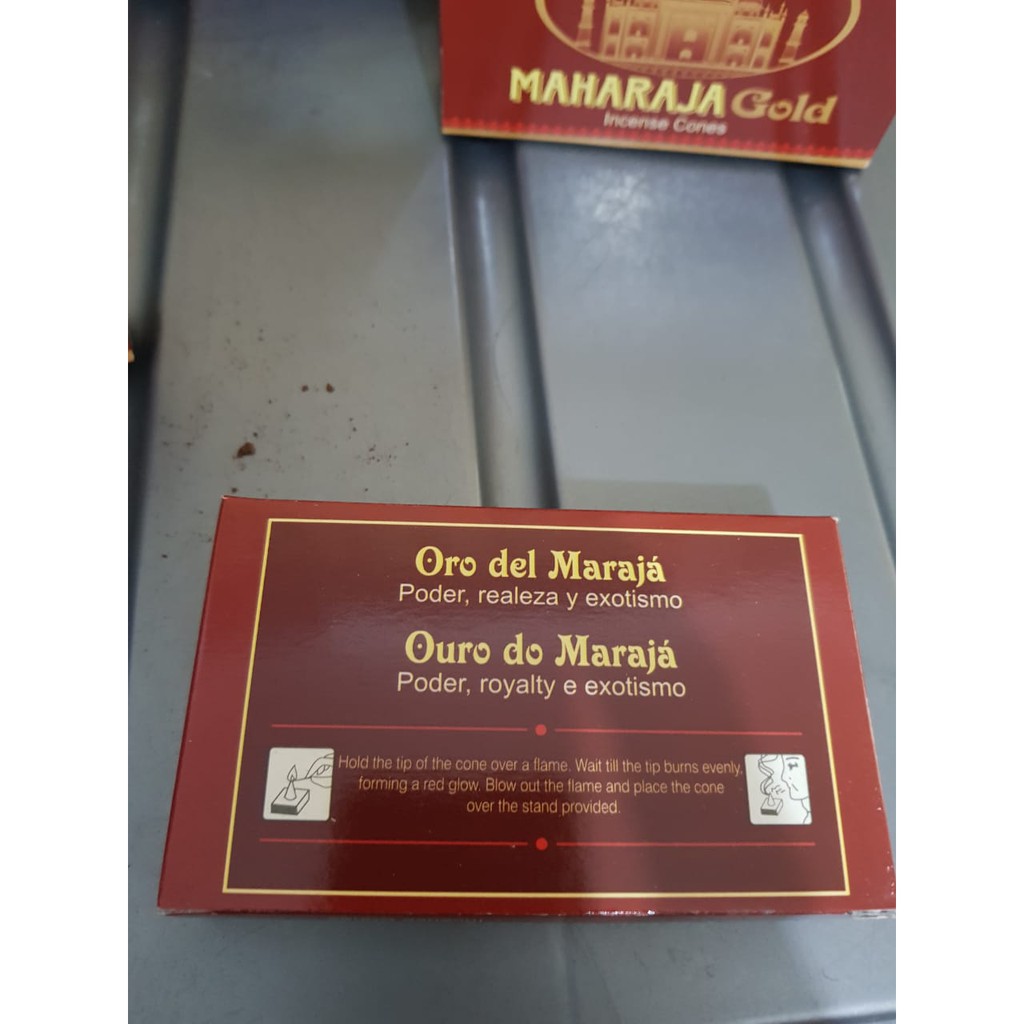 MAHARAJA Gold
Incense Cones
Oro del Marajá
Poder, realeza y exotismo
Ouro do Marajá
Poder, royalty e exotismo
Hold the tip of the cone over a flame. Wait till the tip burns evenly,
forming a red glow. Blow out the flame and place the cone
over the stand provided.